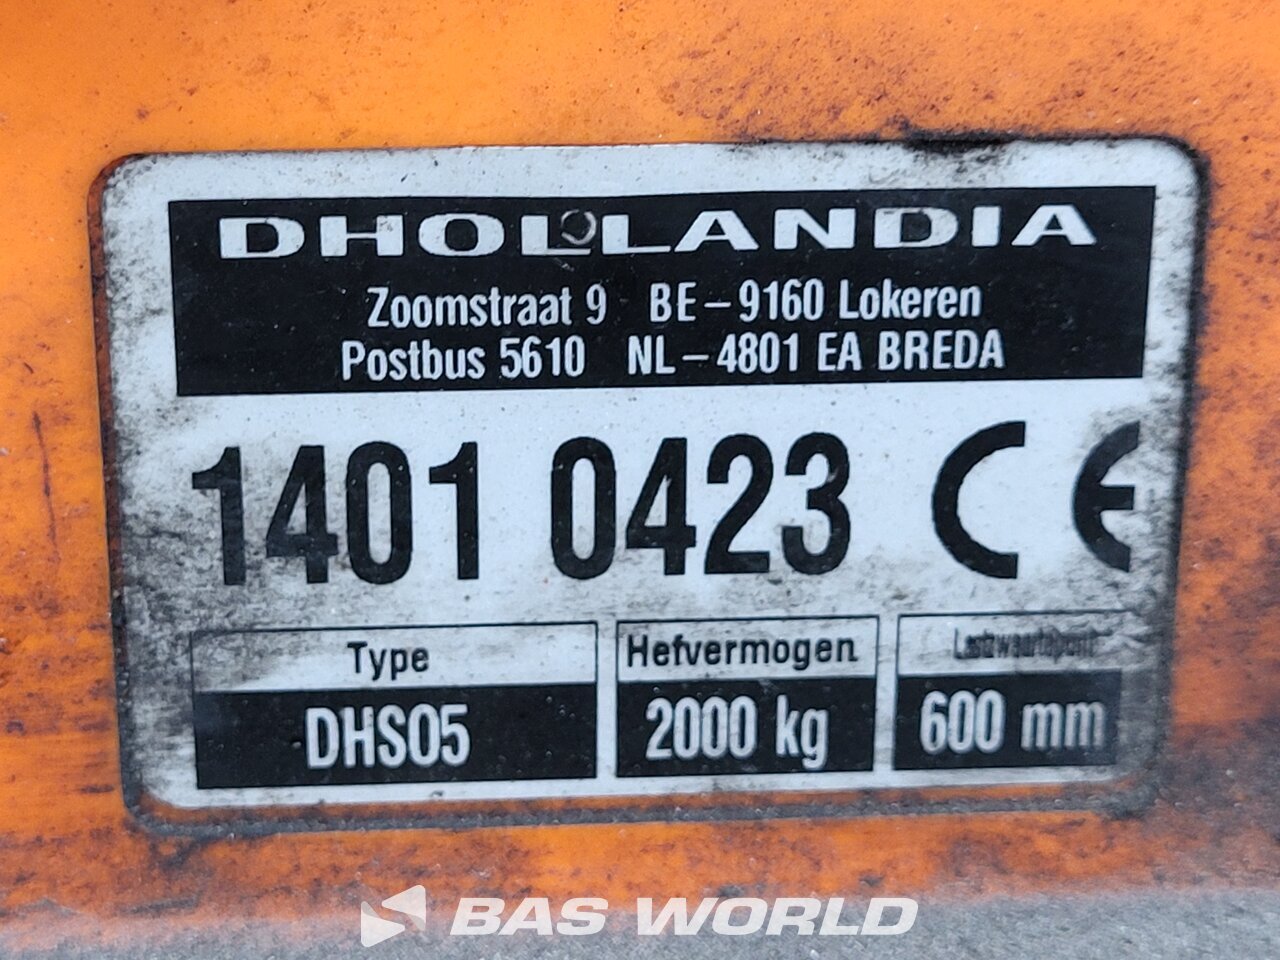 DHOLLANDIA
Zoomstraat 9 BE-9160 Lokeren
Postbus 5610 NL-4801 EA BREDA
1401 0423 CE
Type Hefvermogen
DHS05 2000 kg 600 mm
BAS WORLD